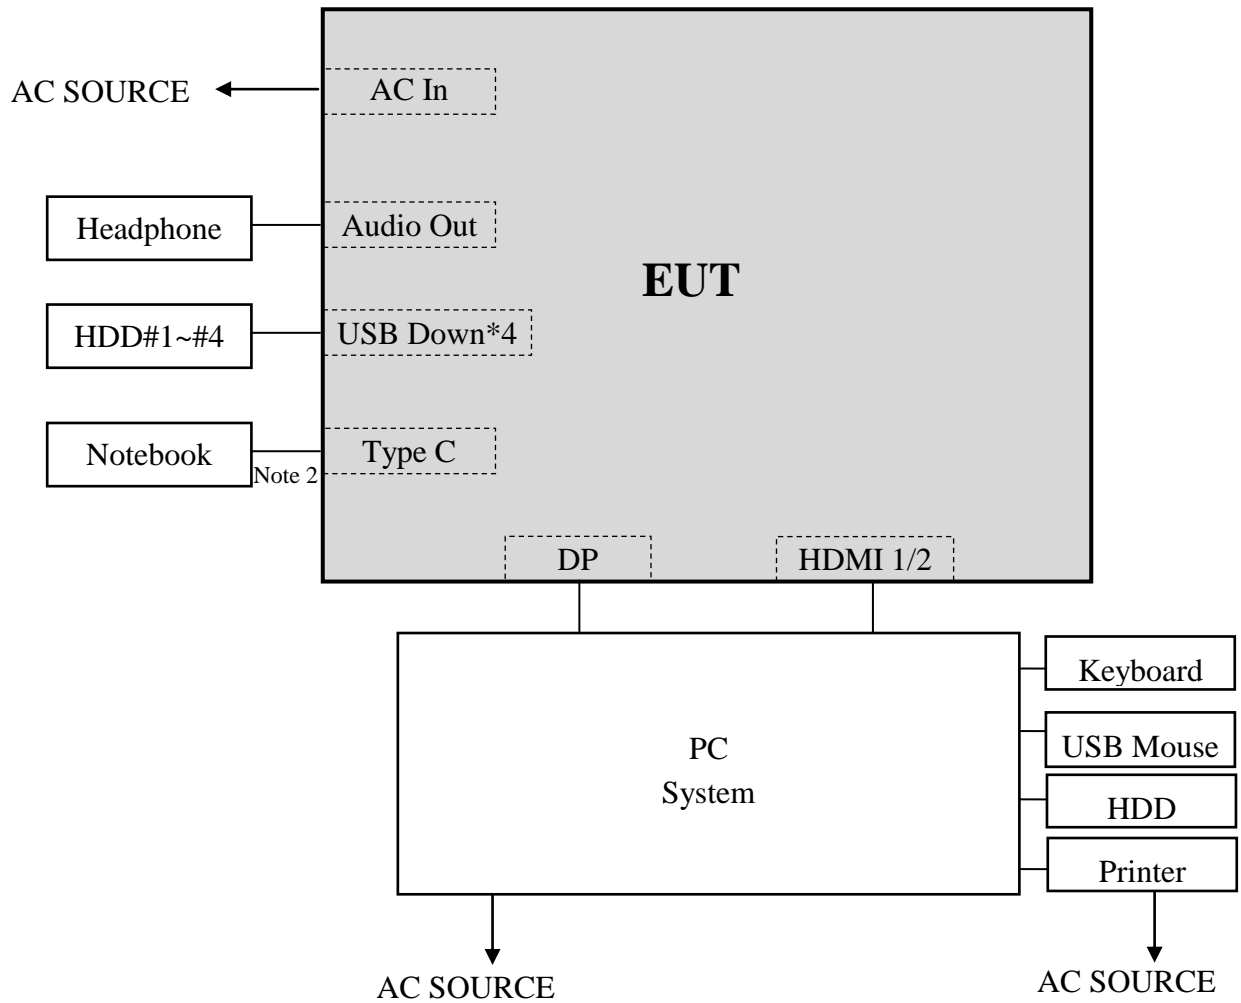 AC SOURCE
AC In
Headphone
Audio Out
EUT
HDD#1~#4
USB Down*4
Notebook
Note 2
Type C
DP
HDMI 1/2
Keyboard
PC
System
USB Mouse
HDD
Printer
AC SOURCE
AC SOURCE